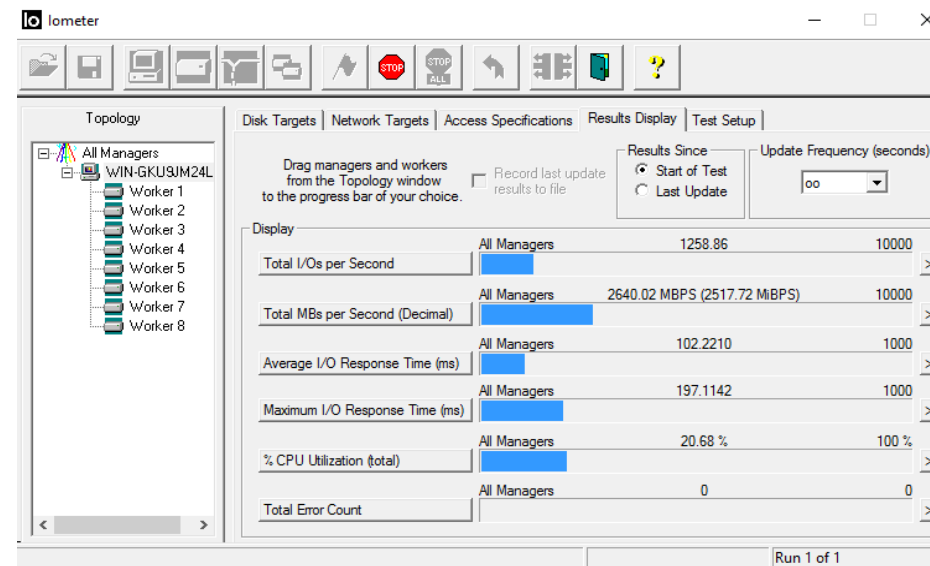 Io Iometer
STOP
STOP
ALL
?
Topology
All Managers
WIN-GKU9JM24L
Worker 1
Worker 2
Worker 3
Worker 4
Worker 5
Worker 6
Worker 7
Worker 8
Disk Targets Network Targets Access Specifications Results Display Test Setup
Drag managers and workers
from the Topology window
to the progress bar of your choice.
Record last update
results to file
Results Since
Start of Test
Last Update
Update Frequency (seconds)
oo
Display
All Managers 1258.86 10000
Total I/Os per Second
All Managers 2640.02 MBPS (2517.72 MiBPS) 10000
Total MBs per Second (Decimal)
All Managers 102.2210 1000
Average I/O Response Time (ms)
All Managers 197.1142 1000
Maximum I/O Response Time (ms)
All Managers 20.68 % 100 %
% CPU Utilization (total)
All Managers 0 0
Total Error Count
Run 1 of 1